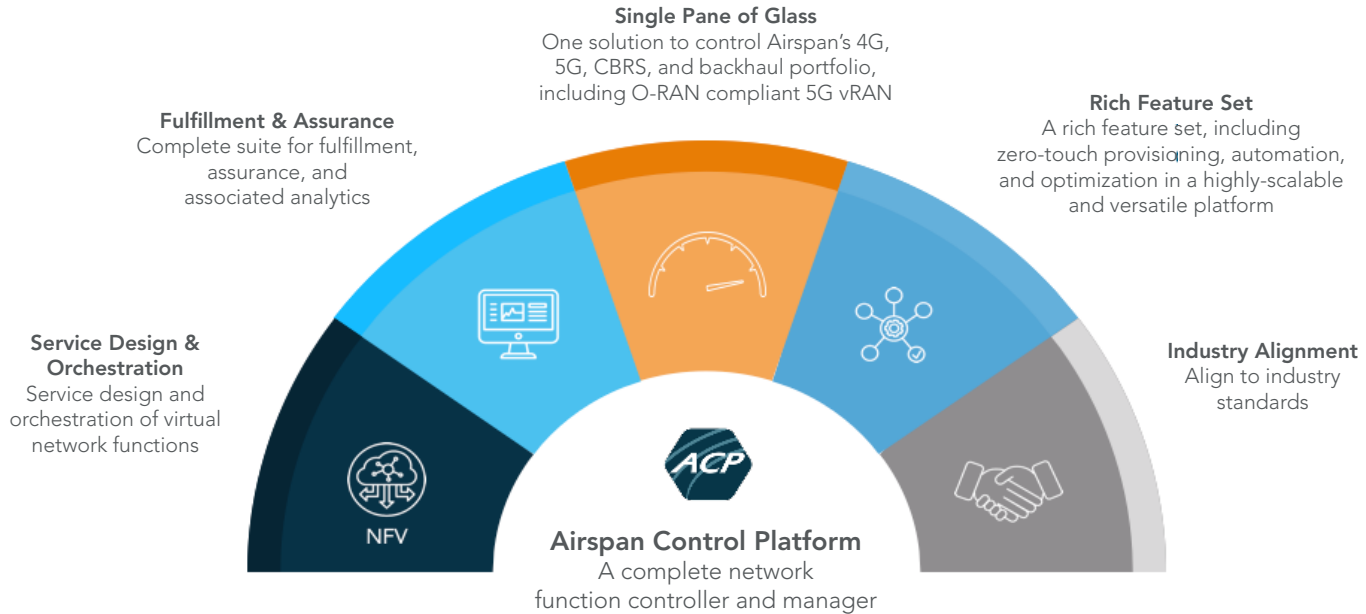 Single Pane of Glass
One solution to control Airspan's 4G,
5G, CBRS, and backhaul portfolio,
including O-RAN compliant 5G vRAN
Fulfillment & Assurance
Complete suite for fulfillment,
assurance, and
associated analytics
Rich Feature Set
A rich feature set, including
zero-touch provisioning, automation,
and optimization in a highly-scalable
and versatile platform
Service Design &
Orchestration
Service design and
orchestration of virtual
network functions
Industry Alignment
Align to industry
standards
NFV
ACP
Airspan Control Platform
A complete network
function controller and manager